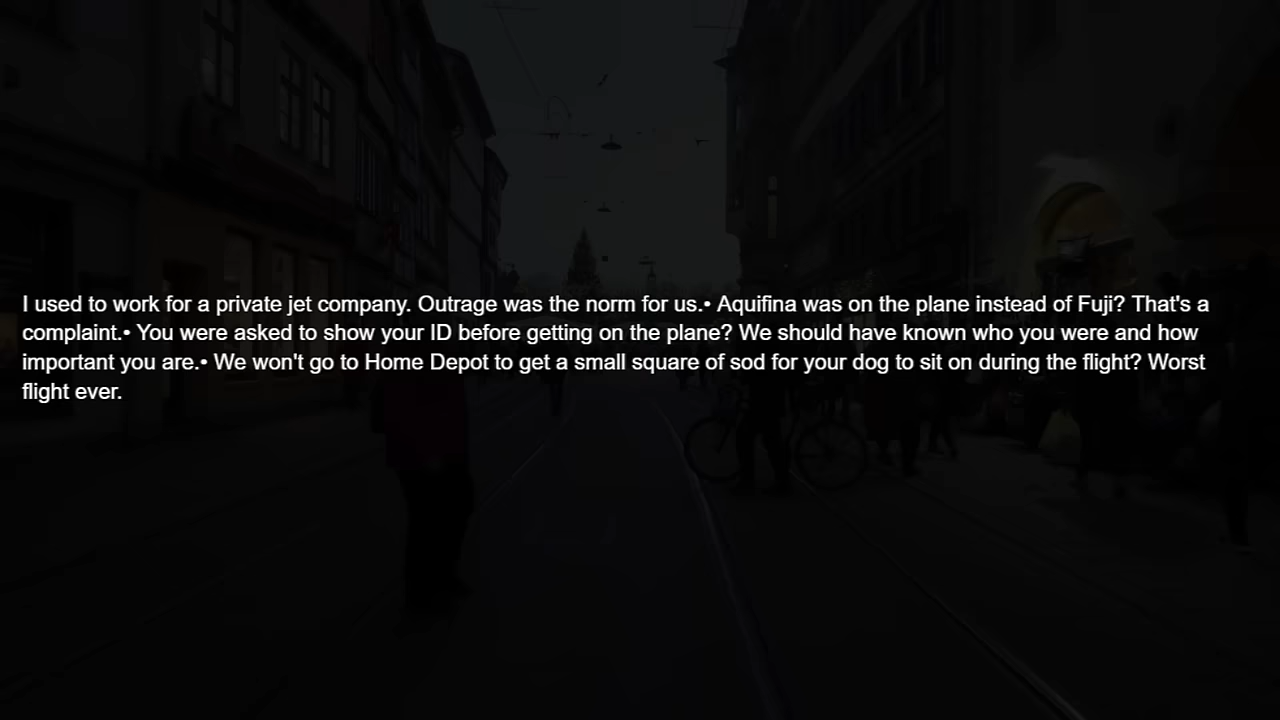 I used to work for a private jet company. Outrage was the norm for us.• Aquifina was on the plane instead of Fuji? That's a
complaint.• You were asked to show your ID before getting on the plane? We should have known who you were and how
important you are.• We won't go to Home Depot to get a small square of sod for your dog to sit on during the flight? Worst
flight ever.